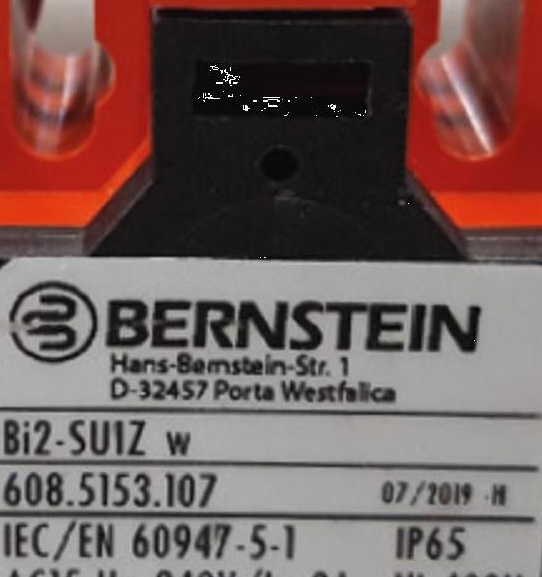 BERNSTEIN
Hans-Bernstein-Str. 1
D-32457 Porta Westfalica
Bi2-SU1Z w
608.5153.107 07/2019 -H
IEC/EN 60947-5-1 IP65